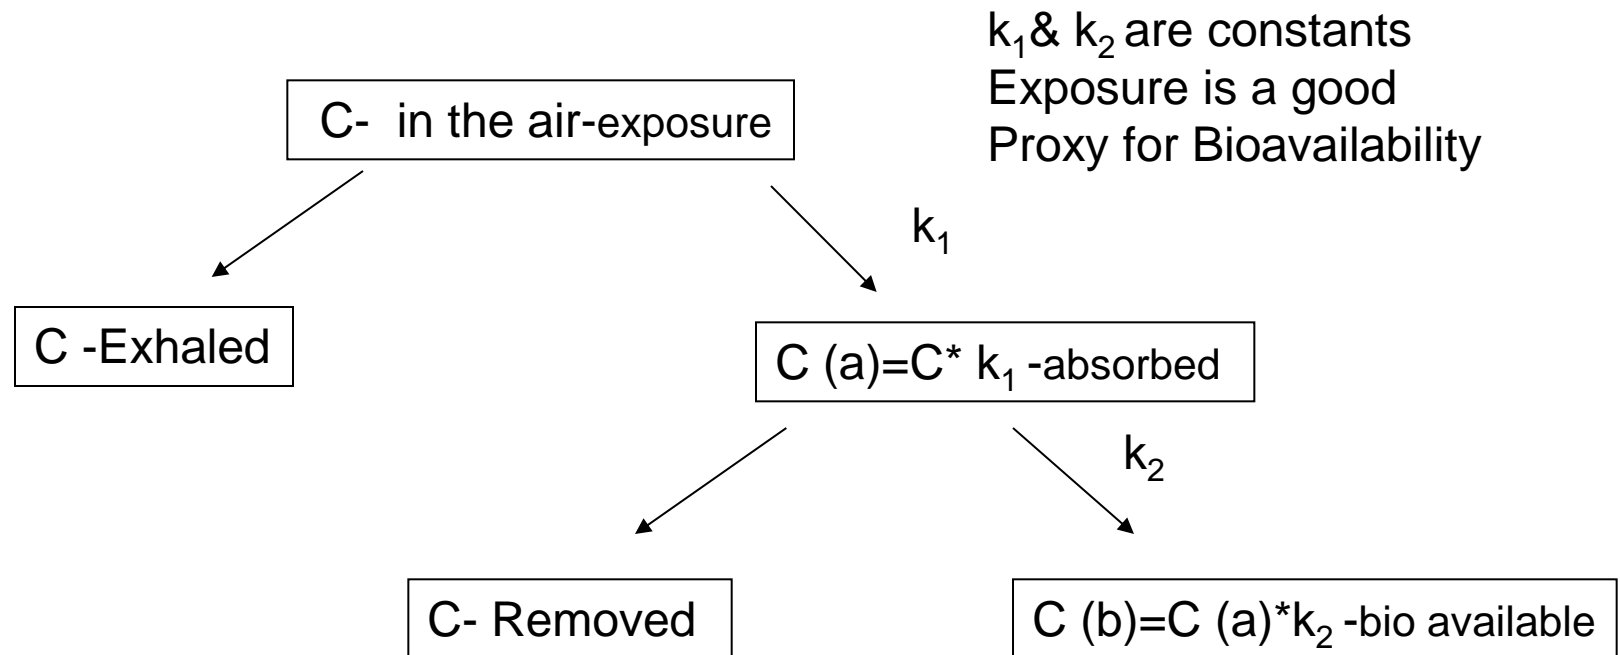 k₁& k₂ are constants
Exposure is a good
Proxy for Bioavailability
C-  in the air-exposure
k₁
C -Exhaled
C (a)=C* k₁ -absorbed
k₂
C- Removed
C (b)=C (a)*k₂ -bio available